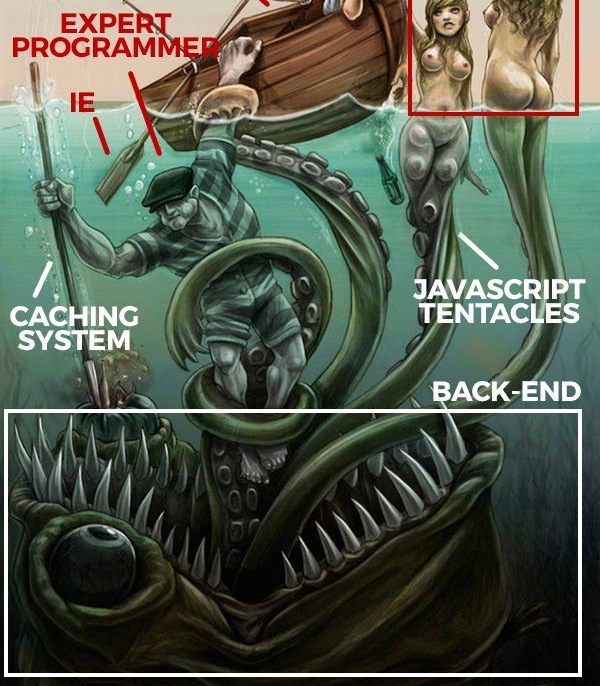 EXPERT
PROGRAMMER
IE
CACHING
SYSTEM
JAVASCRIPT
TENTACLES
BACK-END